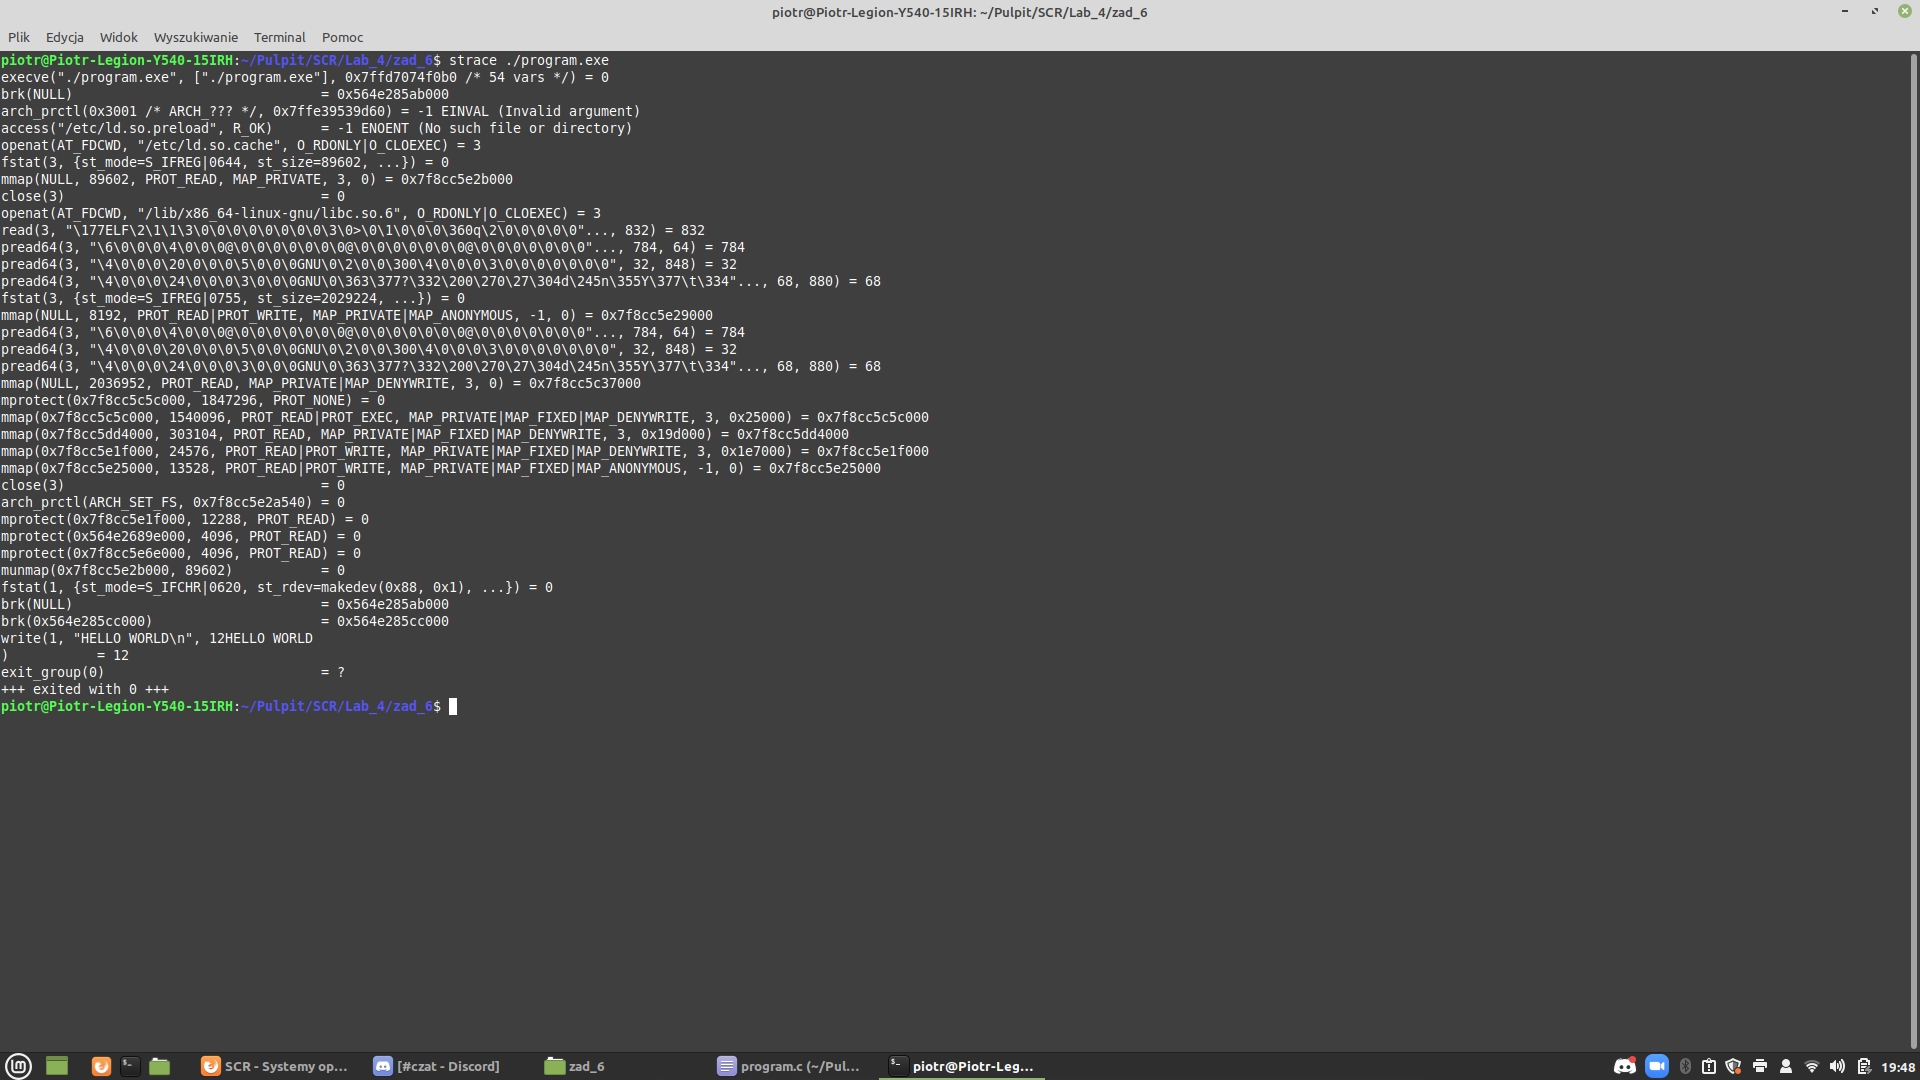 piotr@Piotr-Legion-Y540-15IRH: ~/Pulpit/SCR/Lab_4/zad_6
Plik Edycja Widok Wyszukiwanie Terminal Pomoc
piotr@Piotr-Legion-Y540-15IRH:~/Pulpit/SCR/Lab_4/zad_6$ strace ./program.exe
execve("./program.exe", ["./program.exe"], 0x7ffd7074f0b0 /* 54 vars */) = 0
brk(NULL)                               = 0x564e285ab000
arch_prctl(0x3001 /* ARCH_??? */, 0x7ffe39539d60) = -1 EINVAL (Invalid argument)
access("/etc/ld.so.preload", R_OK)      = -1 ENOENT (No such file or directory)
openat(AT_FDCWD, "/etc/ld.so.cache", O_RDONLY|O_CLOEXEC) = 3
fstat(3, {st_mode=S_IFREG|0644, st_size=89602, ...}) = 0
mmap(NULL, 89602, PROT_READ, MAP_PRIVATE, 3, 0) = 0x7f8cc5e2b000
close(3)                                = 0
openat(AT_FDCWD, "/lib/x86_64-linux-gnu/libc.so.6", O_RDONLY|O_CLOEXEC) = 3
read(3, "\177ELF\2\1\1\3\0\0\0\0\0\0\0\0\3\0>\0\1\0\0\0\360q\2\0\0\0\0\0"..., 832) = 832
pread64(3, "\6\0\0\0\4\0\0\0@\0\0\0\0\0\0\0@\0\0\0\0\0\0\0@\0\0\0\0\0\0\0"..., 784, 64) = 784
pread64(3, "\4\0\0\0\20\0\0\0\5\0\0\0GNU\0\2\0\0\300\4\0\0\0\3\0\0\0\0\0\0\0", 32, 848) = 32
pread64(3, "\4\0\0\0\24\0\0\0\3\0\0\0GNU\0\363\377?\332\200\270\27\304d\245n\355Y\377\t\334"..., 68, 880) = 68
fstat(3, {st_mode=S_IFREG|0755, st_size=2029224, ...}) = 0
mmap(NULL, 8192, PROT_READ|PROT_WRITE, MAP_PRIVATE|MAP_ANONYMOUS, -1, 0) = 0x7f8cc5e29000
pread64(3, "\6\0\0\0\4\0\0\0@\0\0\0\0\0\0\0@\0\0\0\0\0\0\0@\0\0\0\0\0\0\0"..., 784, 64) = 784
pread64(3, "\4\0\0\0\20\0\0\0\5\0\0\0GNU\0\2\0\0\300\4\0\0\0\3\0\0\0\0\0\0\0", 32, 848) = 32
pread64(3, "\4\0\0\0\24\0\0\0\3\0\0\0GNU\0\363\377?\332\200\270\27\304d\245n\355Y\377\t\334"..., 68, 880) = 68
mmap(NULL, 2036952, PROT_READ, MAP_PRIVATE|MAP_DENYWRITE, 3, 0) = 0x7f8cc5c37000
mprotect(0x7f8cc5c5c000, 1847296, PROT_NONE) = 0
mmap(0x7f8cc5c5c000, 1540096, PROT_READ|PROT_EXEC, MAP_PRIVATE|MAP_FIXED|MAP_DENYWRITE, 3, 0x25000) = 0x7f8cc5c5c000
mmap(0x7f8cc5dd4000, 303104, PROT_READ, MAP_PRIVATE|MAP_FIXED|MAP_DENYWRITE, 3, 0x19d000) = 0x7f8cc5dd4000
mmap(0x7f8cc5e1f000, 24576, PROT_READ|PROT_WRITE, MAP_PRIVATE|MAP_FIXED|MAP_DENYWRITE, 3, 0x1e7000) = 0x7f8cc5e1f000
mmap(0x7f8cc5e25000, 13528, PROT_READ|PROT_WRITE, MAP_PRIVATE|MAP_FIXED|MAP_ANONYMOUS, -1, 0) = 0x7f8cc5e25000
close(3)                                = 0
arch_prctl(ARCH_SET_FS, 0x7f8cc5e2a540) = 0
mprotect(0x7f8cc5e1f000, 12288, PROT_READ) = 0
mprotect(0x564e2689e000, 4096, PROT_READ) = 0
mprotect(0x7f8cc5e6e000, 4096, PROT_READ) = 0
munmap(0x7f8cc5e2b000, 89602)           = 0
fstat(1, {st_mode=S_IFCHR|0620, st_rdev=makedev(0x88, 0x1), ...}) = 0
brk(NULL)                               = 0x564e285ab000
brk(0x564e285cc000)                     = 0x564e285cc000
write(1, "HELLO WORLD\n", 12HELLO WORLD
)           = 12
exit_group(0)                           = ?
+++ exited with 0 +++
piotr@Piotr-Legion-Y540-15IRH:~/Pulpit/SCR/Lab_4/zad_6$
SCR - Systemy op... [#czat - Discord] zad_6 program.c (~/Pul... piotr@Piotr-Leg... 19:48